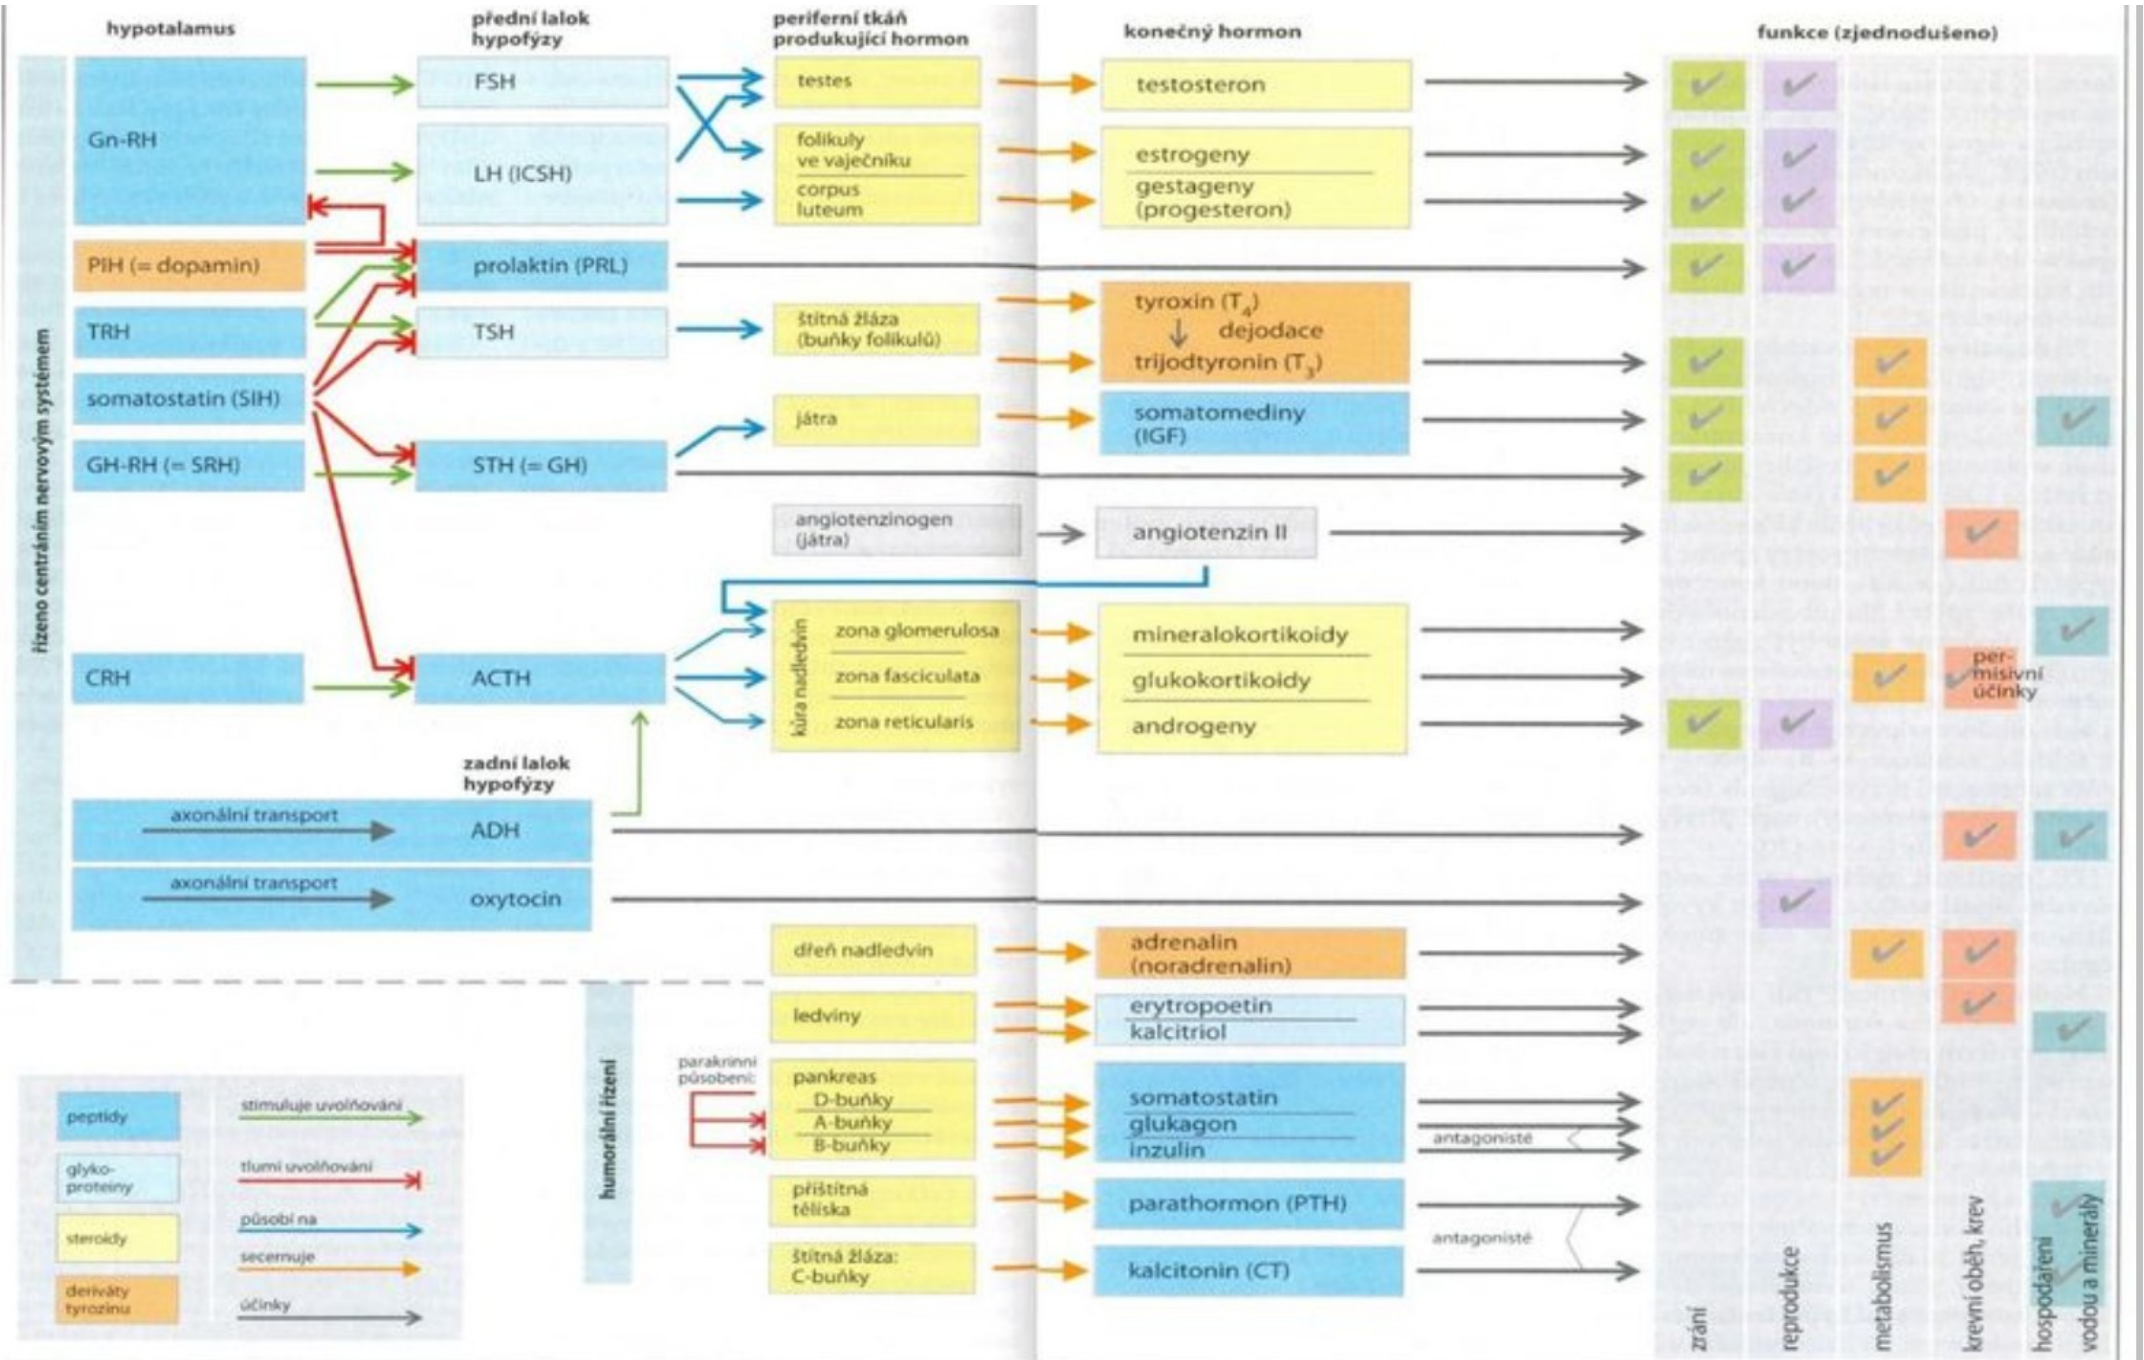 hypotalamus
přední lalok
hypofýzy
periferní tkáň
produkující hormon
konečný hormon
funkce (zjednodušeno)
řízeno centráním nervovým systémem
Gn-RH
FSH
LH (ICSH)
testes
folikuly
ve vaječníku
corpus
luteum
testosteron
estrogeny
gestageny
(progesteron)
PIH (= dopamin)
prolaktin (PRL)
TRH
TSH
štítná žláza
(buňky folikulů)
tyroxin (T4)
dejodace
trijodtyronin (T3)
somatostatin (SIH)
játra
somatomediny
(IGF)
GH-RH (= SRH)
STH (= GH)
angiotenzinogen
(játra)
angiotenzin II
CRH
ACTH
kůra nadledvin
zona glomerulosa
zona fasciculata
zona reticularis
mineralokortikoidy
glukokortikoidy
androgeny
per-
misivní
účinky
zadní lalok
hypofýzy
axonální transport
ADH
axonální transport
oxytocin
dřeň nadledvin
adrenalin
(noradrenalin)
humorální řízení
ledviny
erytropoetin
kalcitriol
parakrinní
působení:
pankreas
D-buňky
A-buňky
B-buňky
somatostatin
glukagon
inzulin
antagonisté
příštítná
tělíska
parathormon (PTH)
antagonisté
štítná žláza:
C-buňky
kalcitonin (CT)
peptidy
glyko-
proteiny
steroidy
deriváty
tyrozinu
stimuluje uvolňování
tlumí uvolňování
působí na
secernuje
účinky
zrání
reprodukce
metabolismus
krevní oběh, krev
hospodaření
vodou a minerály